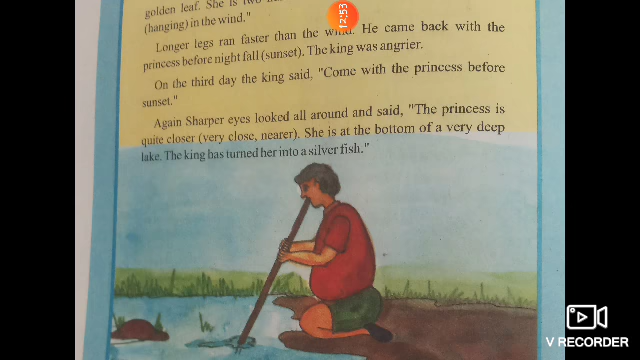 golden leaf. She is two
(hanging) in the wind."
Longer legs ran faster than the wind. He came back with the
princess before night fall (sunset). The king was angrier.
On the third day the king said, "Come with the princess before
sunset."
Again Sharper eyes looked all around and said, "The princess is
quite closer (very close, nearer). She is at the bottom of a very deep
lake. The king has turned her into a silver fish."
12:53
V RECORDER